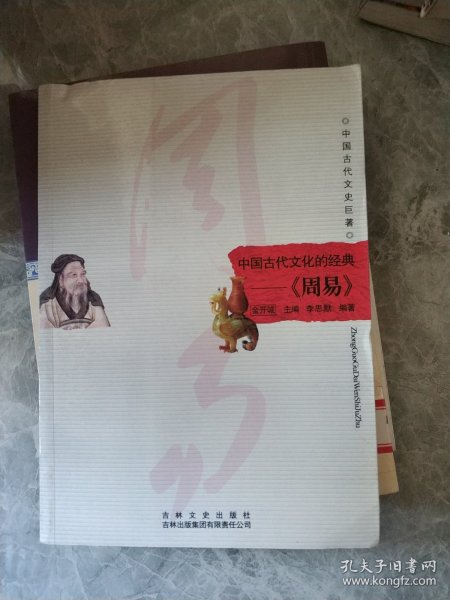 周易
◎中国古代文史巨著◎
中国古代文化的经典
——《周易》
金开诚 主编 李思默 编著
ZhongGuoGuDaiWenShiJuZhu
吉林文史出版社
吉林出版集团有限责任公司
孔夫子旧书网
www.kongfz.com